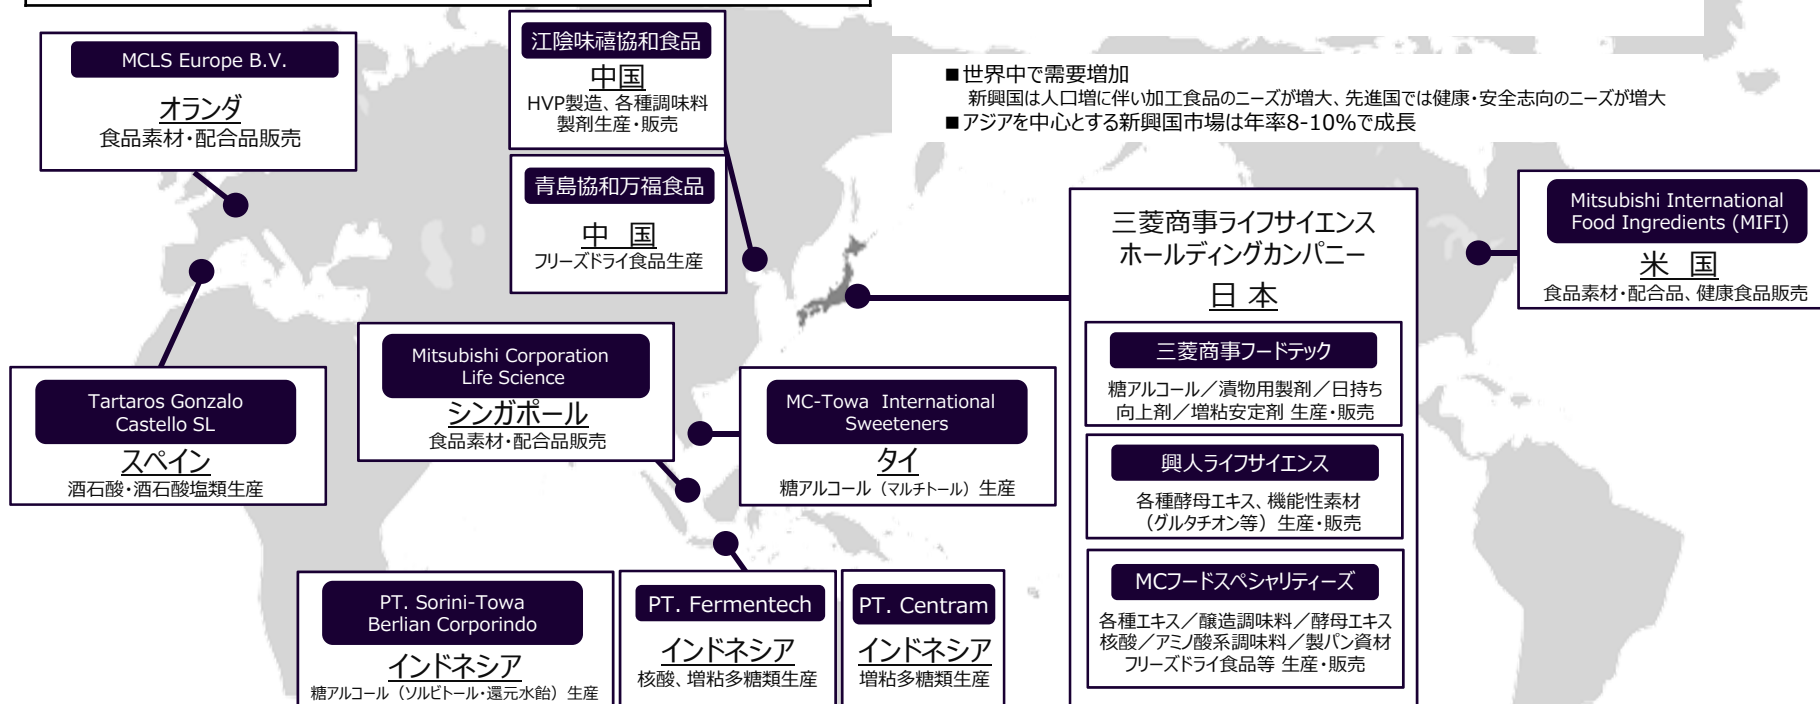 MCLS Europe B.V.
オランダ
食品素材・配合品販売
江陰味禧協和食品
中国
HVP製造、各種調味料
製剤生産・販売
青島協和万福食品
中 国
フリーズドライ食品生産
■世界中で需要増加
新興国は人口増に伴い加工食品のニーズが増大、先進国では健康・安全志向のニーズが増大
■アジアを中心とする新興国市場は年率8-10%で成長
Mitsubishi International
Food Ingredients (MIFI)
米 国
食品素材・配合品、健康食品販売
三菱商事ライフサイエンス
ホールディングカンパニー
日 本
三菱商事フードテック
糖アルコール／漬物用製剤／日持ち
向上剤／増粘安定剤 生産・販売
興人ライフサイエンス
各種酵母エキス、機能性素材
（グルタチオン等）生産・販売
MCフードスペシャリティーズ
各種エキス／醸造調味料／酵母エキス
核酸／アミノ酸系調味料／製パン資材
フリーズドライ食品等 生産・販売
Tartaros Gonzalo
Castello SL
スペイン
酒石酸・酒石酸塩類生産
Mitsubishi Corporation
Life Science
シンガポール
食品素材・配合品販売
MC-Towa International
Sweeteners
タイ
糖アルコール（マルチトール）生産
PT. Sorini-Towa
Berlian Corporindo
インドネシア
糖アルコール（ソルビトール・還元水飴）生産
PT. Fermentech
インドネシア
核酸、増粘多糖類生産
PT. Centram
インドネシア
増粘多糖類生産